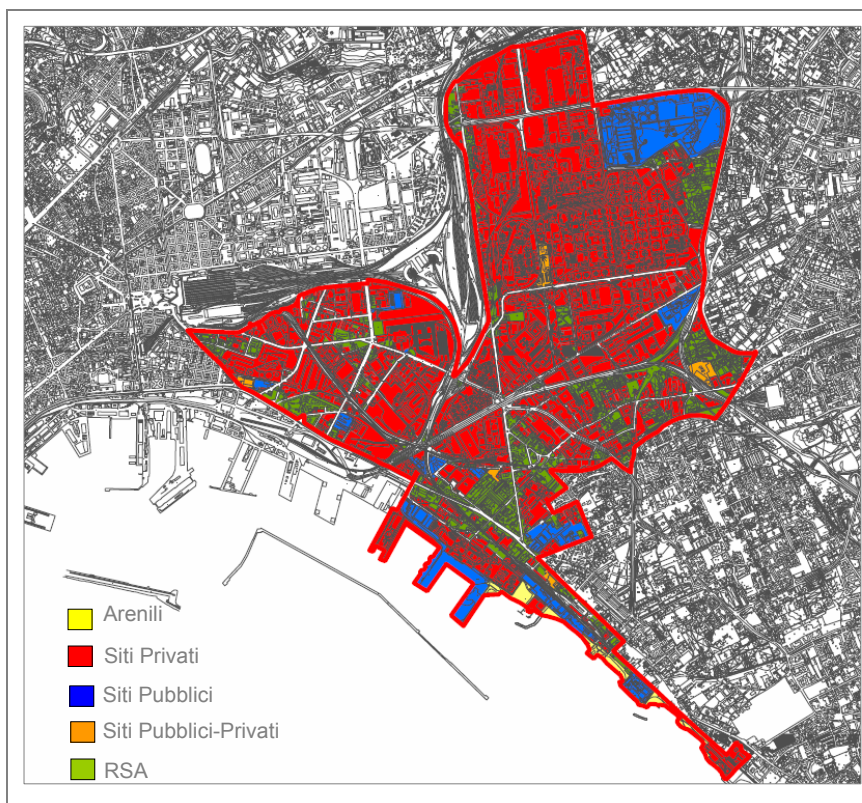 Arenili
Siti Privati
Siti Pubblici
Siti Pubblici-Privati
RSA